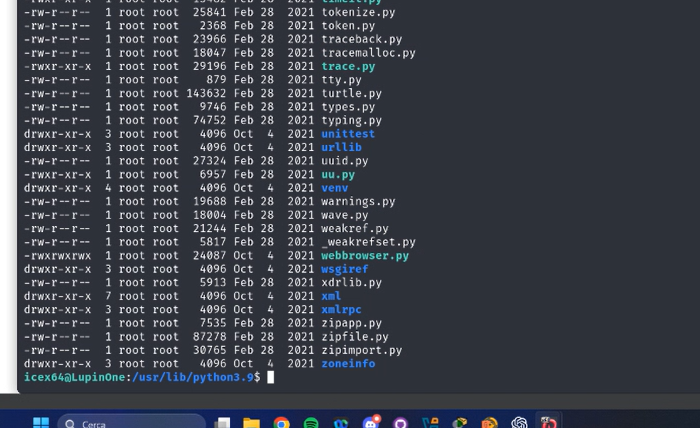 -rw-r--r--  1 root root  25841 Feb 28  2021 tokenize.py
-rw-r--r--  1 root root   2368 Feb 28  2021 token.py
-rw-r--r--  1 root root  23966 Feb 28  2021 traceback.py
-rw-r--r--  1 root root  18047 Feb 28  2021 tracemalloc.py
-rwxr-xr-x  1 root root  29196 Feb 28  2021 trace.py
-rw-r--r--  1 root root    879 Feb 28  2021 tty.py
-rw-r--r--  1 root root 143632 Feb 28  2021 turtle.py
-rw-r--r--  1 root root   9746 Feb 28  2021 types.py
-rw-r--r--  1 root root  74752 Feb 28  2021 typing.py
drwxr-xr-x  3 root root   4096 Oct  4  2021 unittest
drwxr-xr-x  3 root root   4096 Oct  4  2021 urllib
-rw-r--r--  1 root root  27324 Feb 28  2021 uuid.py
-rwxr-xr-x  1 root root   6957 Feb 28  2021 uu.py
drwxr-xr-x  4 root root   4096 Oct  4  2021 venv
-rw-r--r--  1 root root  19688 Feb 28  2021 warnings.py
-rw-r--r--  1 root root  18004 Feb 28  2021 wave.py
-rw-r--r--  1 root root  21244 Feb 28  2021 weakref.py
-rw-r--r--  1 root root   5817 Feb 28  2021 _weakrefset.py
-rwxrwxrwx  1 root root  24087 Oct  4  2021 webbrowser.py
drwxr-xr-x  3 root root   4096 Oct  4  2021 wsgiref
-rw-r--r--  1 root root   5913 Feb 28  2021 xdrlib.py
drwxr-xr-x  7 root root   4096 Oct  4  2021 xml
drwxr-xr-x  3 root root   4096 Oct  4  2021 xmlrpc
-rw-r--r--  1 root root   7535 Feb 28  2021 zipapp.py
-rw-r--r--  1 root root  87278 Feb 28  2021 zipfile.py
-rw-r--r--  1 root root  30765 Feb 28  2021 zipimport.py
drwxr-xr-x  3 root root   4096 Oct  4  2021 zoneinfo
icex64@LupinOne:/usr/lib/python3.9$
Cerca